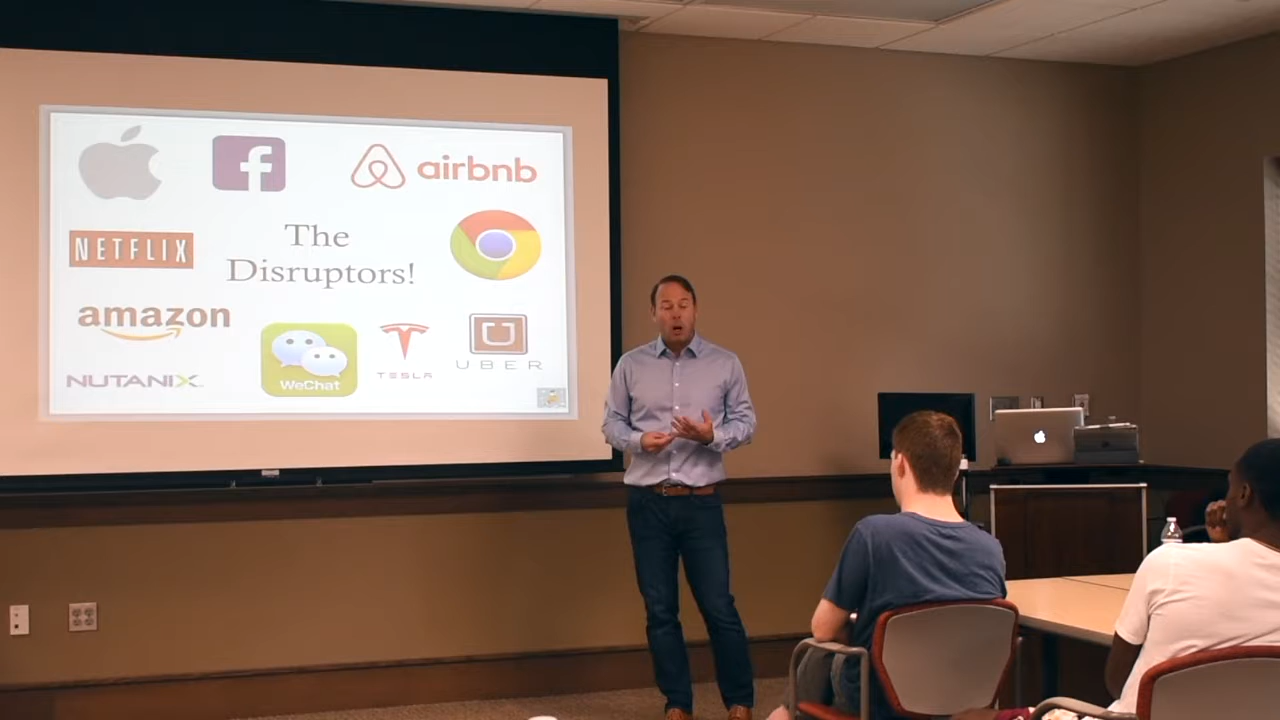 airbnb
NETFLIX
The
Disruptors!
amazon
WeChat
TESLA
UBER
NUTANIX